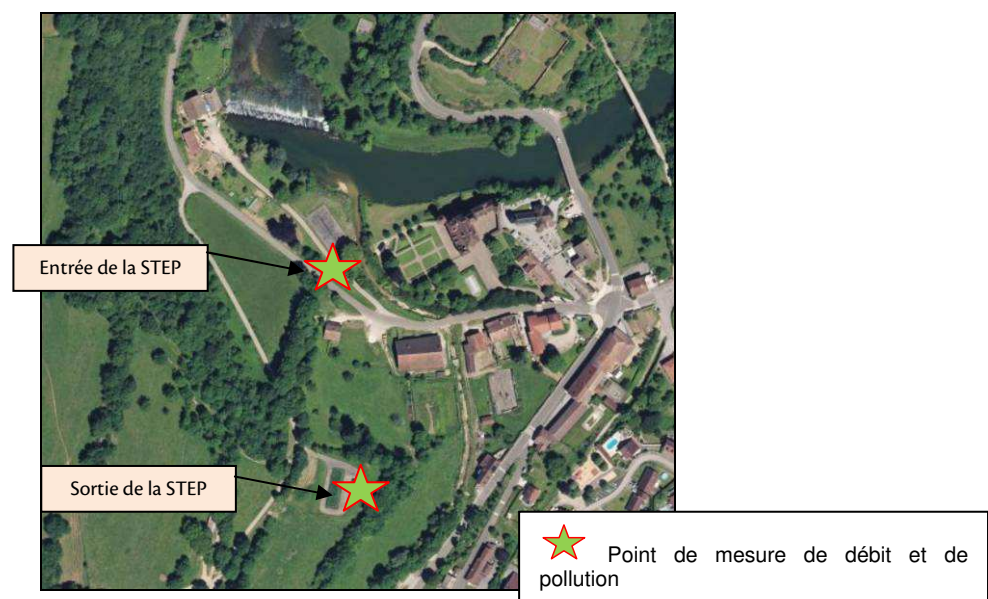 Entrée de la STEP
Sortie de la STEP
Point de mesure de débit et de
pollution